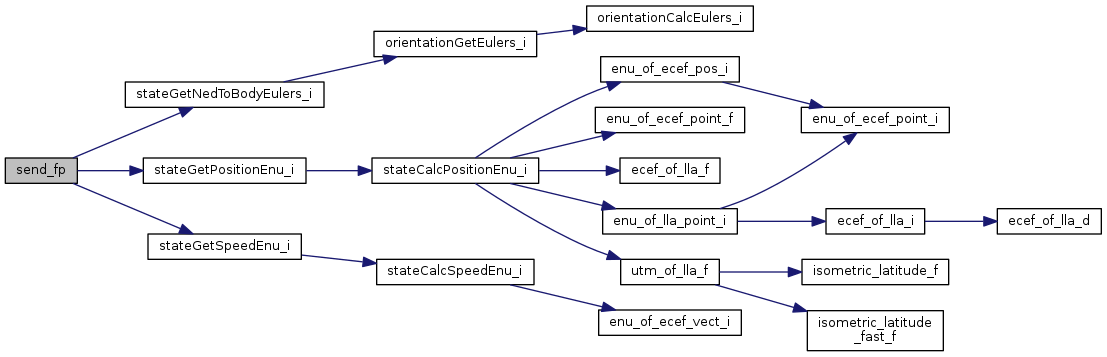 send_fp
stateGetNedToBodyEulers_i
orientationGetEulers_i
orientationCalcEulers_i
stateGetPositionEnu_i
stateCalcPositionEnu_i
enu_of_ecef_pos_i
enu_of_ecef_point_i
enu_of_ecef_point_f
ecef_of_lla_f
enu_of_lla_point_i
ecef_of_lla_i
ecef_of_lla_d
utm_of_lla_f
isometric_latitude_f
isometric_latitude
_fast_f
stateGetSpeedEnu_i
stateCalcSpeedEnu_i
enu_of_ecef_vect_i